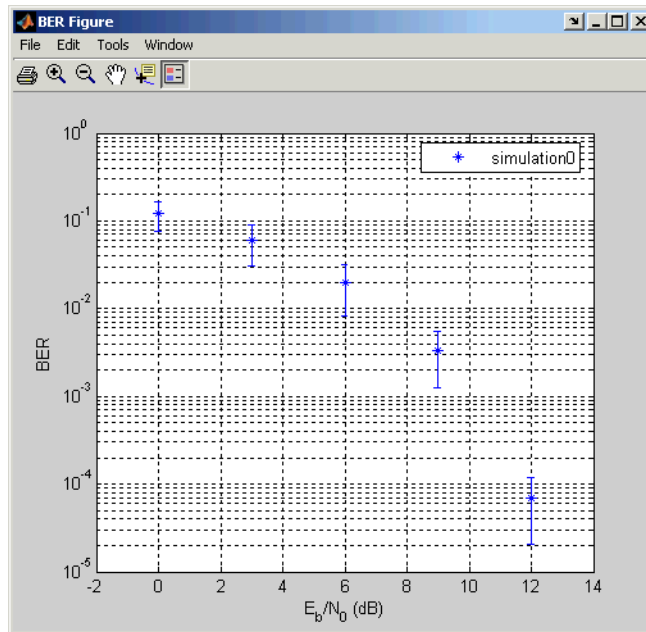 BER Figure
File Edit Tools Window
simulation0
10^0
10^-1
10^-2
10^-3
10^-4
10^-5
BER
-2 0 2 4 6 8 10 12 14
E_b/N_0 (dB)